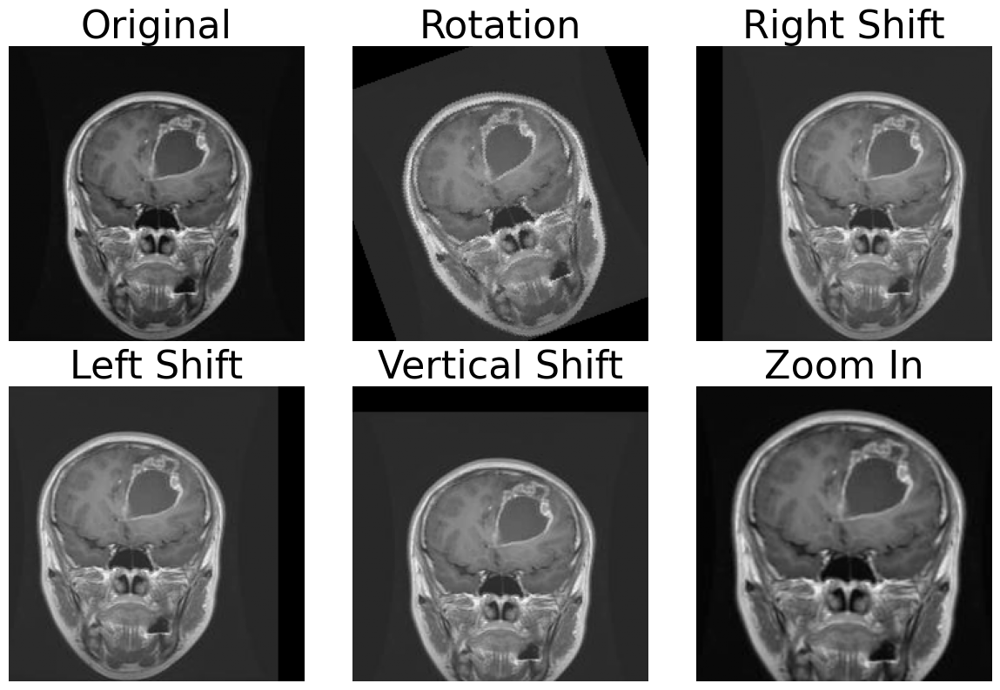 Original
Rotation
Right Shift
Left Shift
Vertical Shift
Zoom In